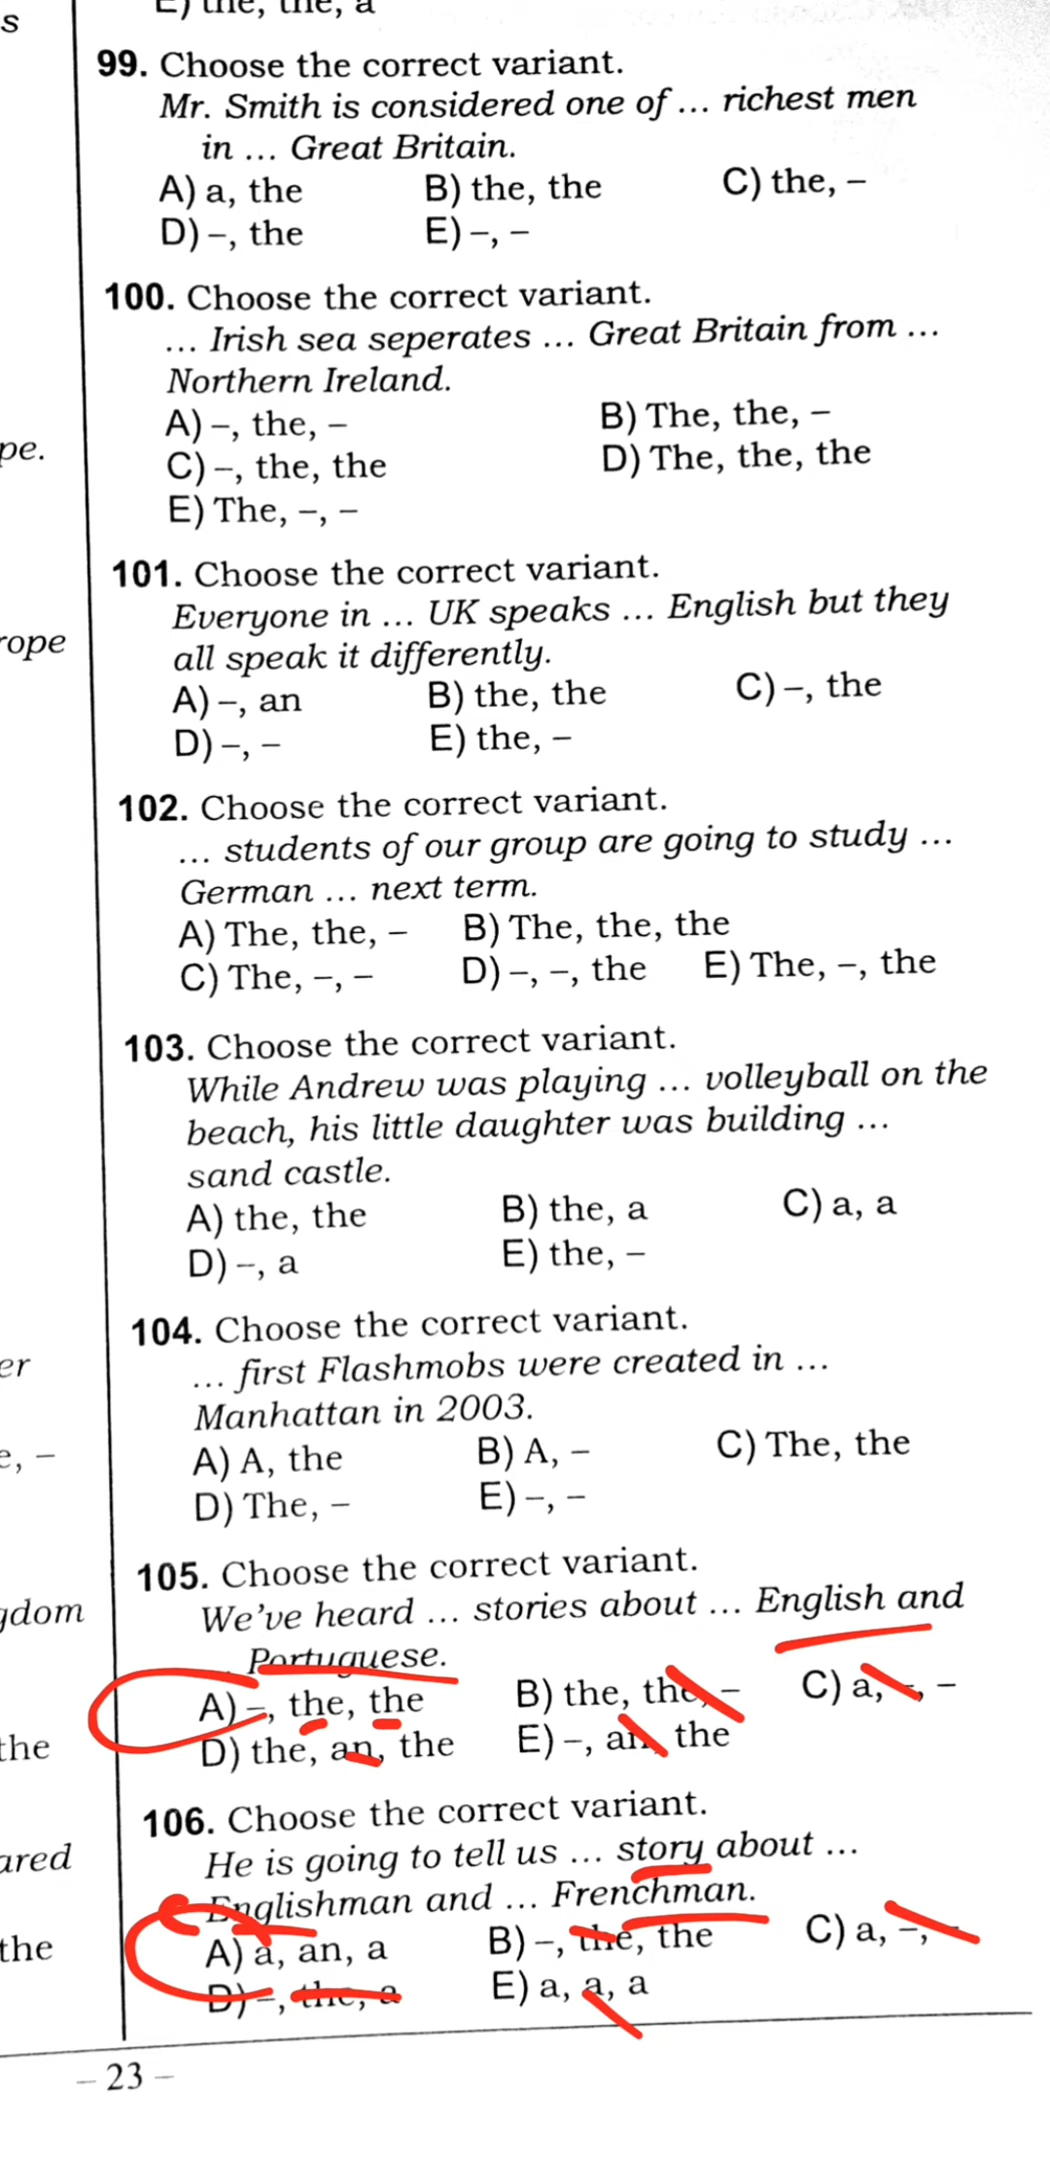 s
E) the, the, a
99. Choose the correct variant.
Mr. Smith is considered one of ... richest men
in ... Great Britain.
A) a, the B) the, the C) the, –
D) –, the E) –, –
100. Choose the correct variant.
... Irish sea seperates ... Great Britain from ...
Northern Ireland.
A) –, the, – B) The, the, –
pe.
C) –, the, the D) The, the, the
E) The, –, –
101. Choose the correct variant.
Everyone in ... UK speaks ... English but they
rope
all speak it differently.
A) –, an B) the, the C) –, the
D) –, – E) the, –
102. Choose the correct variant.
... students of our group are going to study ...
German ... next term.
A) The, the, – B) The, the, the
C) The, –, – D) –, –, the E) The, –, the
103. Choose the correct variant.
While Andrew was playing ... volleyball on the
beach, his little daughter was building ...
sand castle.
A) the, the B) the, a C) a, a
D) –, a E) the, –
104. Choose the correct variant.
er
... first Flashmobs were created in ...
Manhattan in 2003.
e, –
A) A, the B) A, – C) The, the
D) The, – E) –, –
105. Choose the correct variant.
gdom
We've heard ... stories about ... English and
Portuguese.
A) –, the, the B) the, the, – C) a, –, –
the
D) the, an, the E) –, an, the
106. Choose the correct variant.
ared
He is going to tell us ... story about ...
Englishman and ... Frenchman.
the
A) a, an, a B) –, the, the C) a, –, –
D) –, the, a E) a, a, a
– 23 –